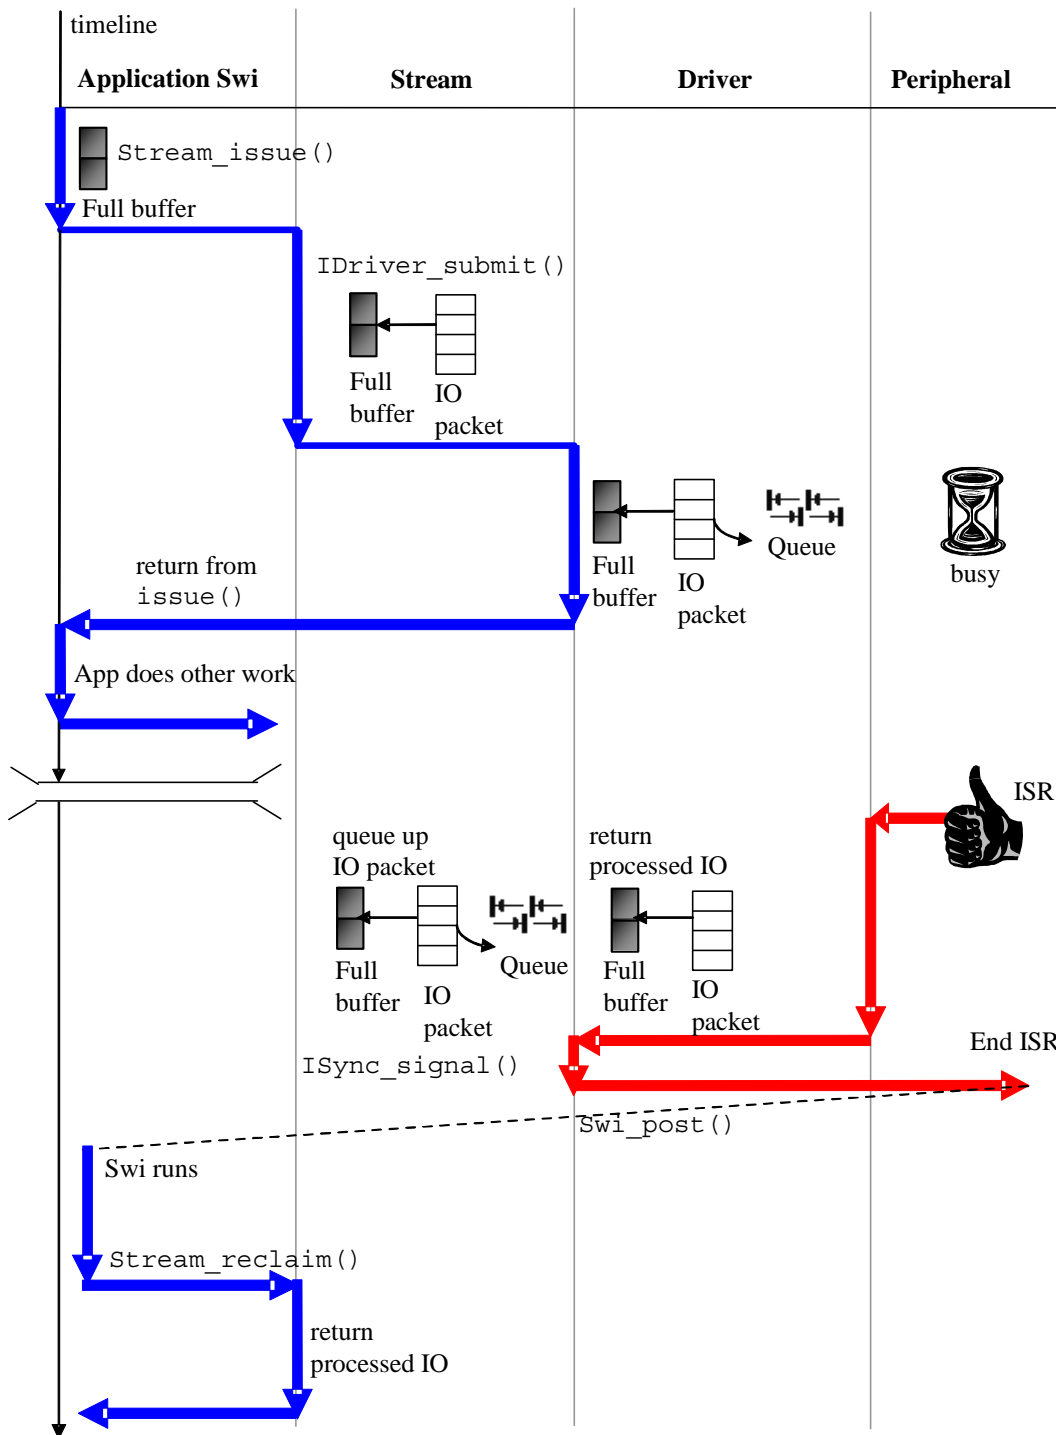 timeline
Application Swi
Stream
Driver
Peripheral
Stream_issue()
Full buffer
IDriver_submit()
Full
buffer
IO
packet
Full
buffer
IO
packet
Queue
busy
return from
issue()
App does other work
ISR
queue up
IO packet
Full
buffer
IO
packet
Queue
return
processed IO
Full
buffer
IO
packet
End ISR
ISync_signal()
Swi_post()
Swi runs
Stream_reclaim()
return
processed IO